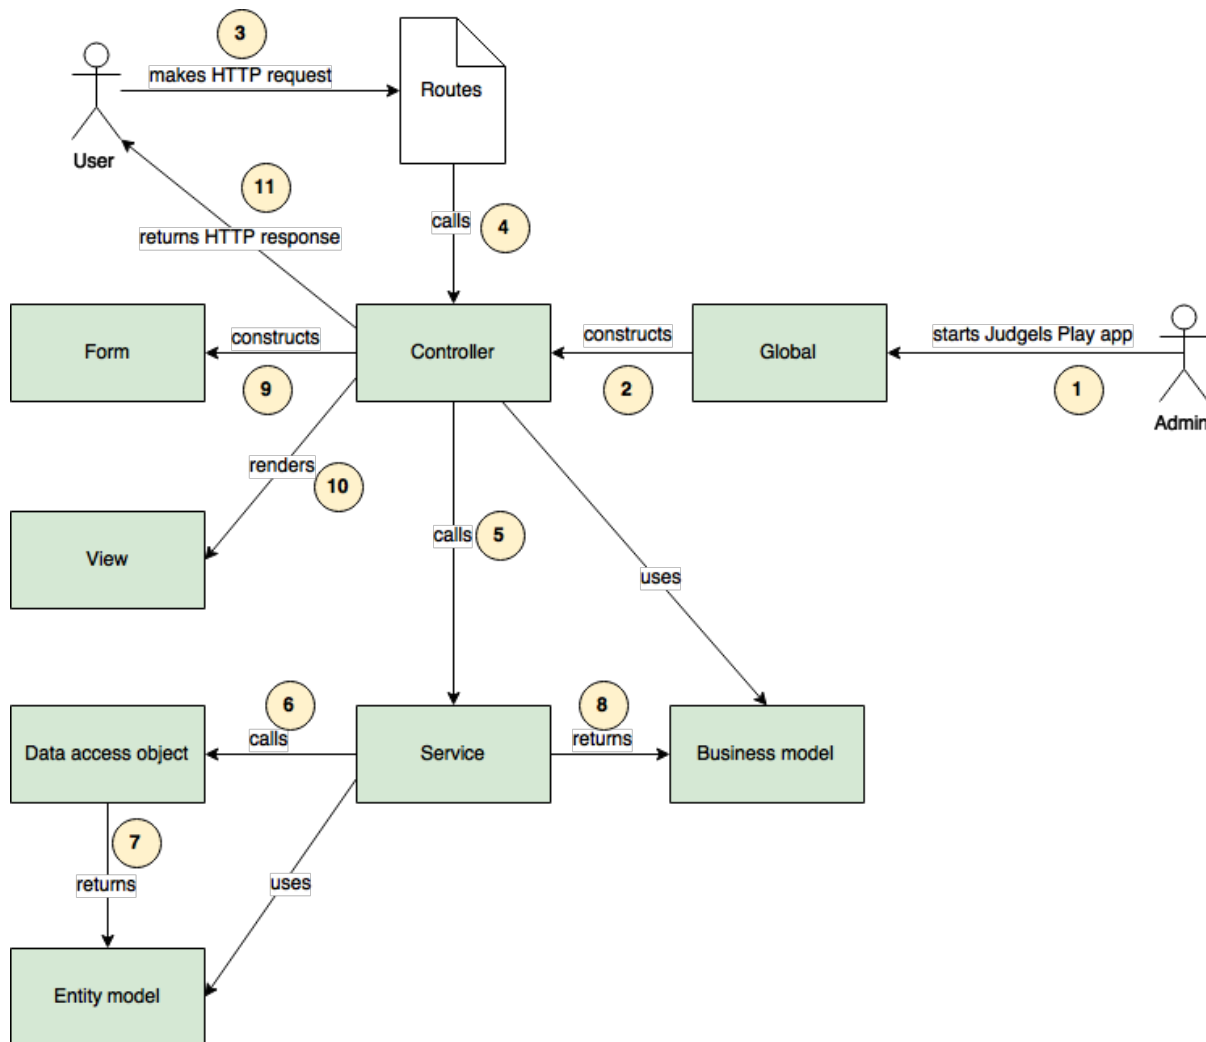 3
makes HTTP request
Routes
User
11
returns HTTP response
calls
4
Form
constructs
9
Controller
constructs
2
Global
starts Judgels Play app
1
Admin
renders
10
View
calls
5
uses
Data access object
6
calls
Service
8
returns
Business model
7
returns
uses
Entity model